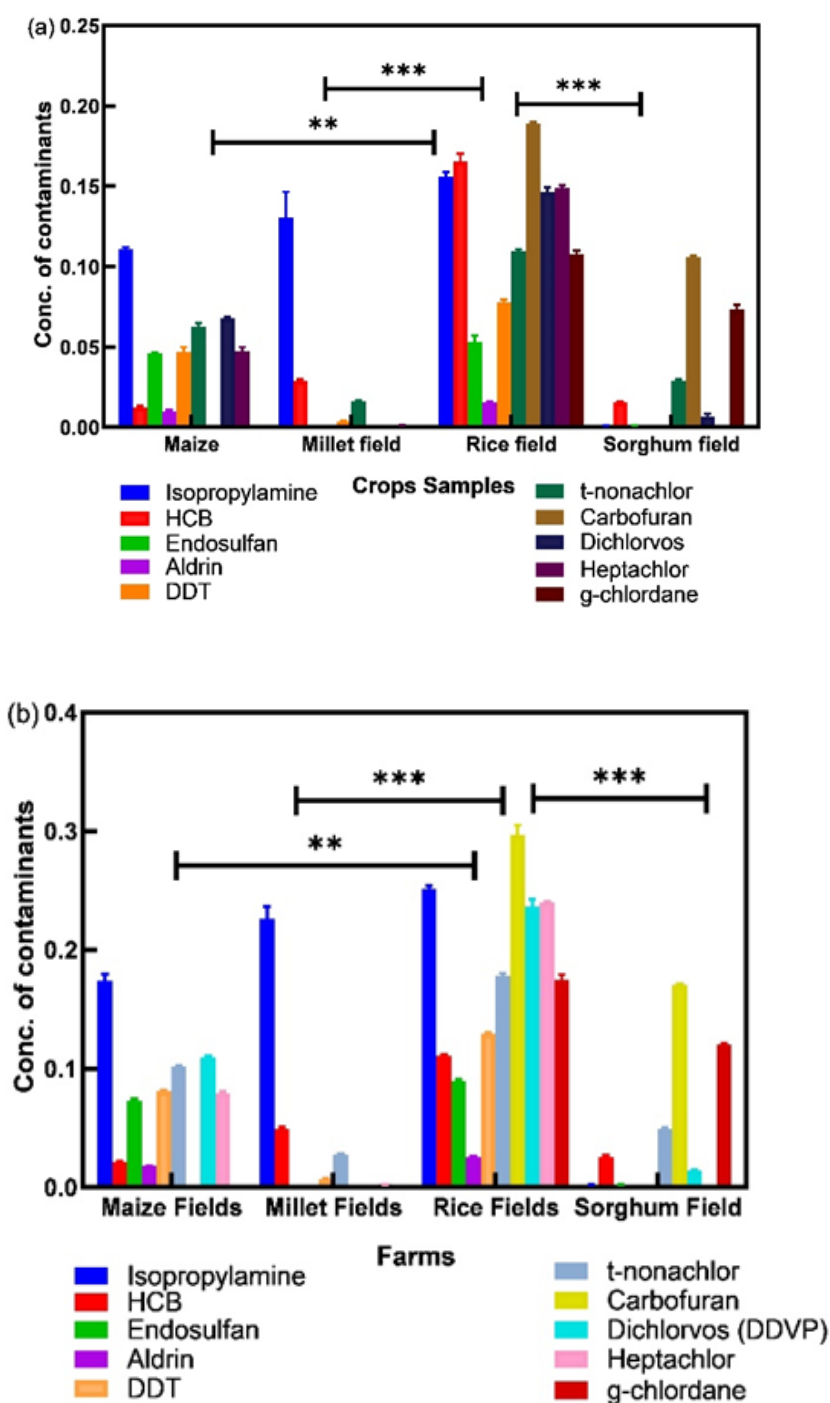 (a)
0.25
0.20
0.15
0.10
0.05
0.00
Conc. of contaminants
***
***
**
Maize Millet field Rice field Sorghum field
Crops Samples
Isopropylamine
HCB
Endosulfan
Aldrin
DDT
t-nonachlor
Carbofuran
Dichlorvos
Heptachlor
g-chlordane
(b)
0.4
0.3
0.2
0.1
0.0
Conc. of contaminants
***
***
**
Maize Fields Millet Fields Rice Fields Sorghum Field
Farms
Isopropylamine
HCB
Endosulfan
Aldrin
DDT
t-nonachlor
Carbofuran
Dichlorvos (DDVP)
Heptachlor
g-chlordane